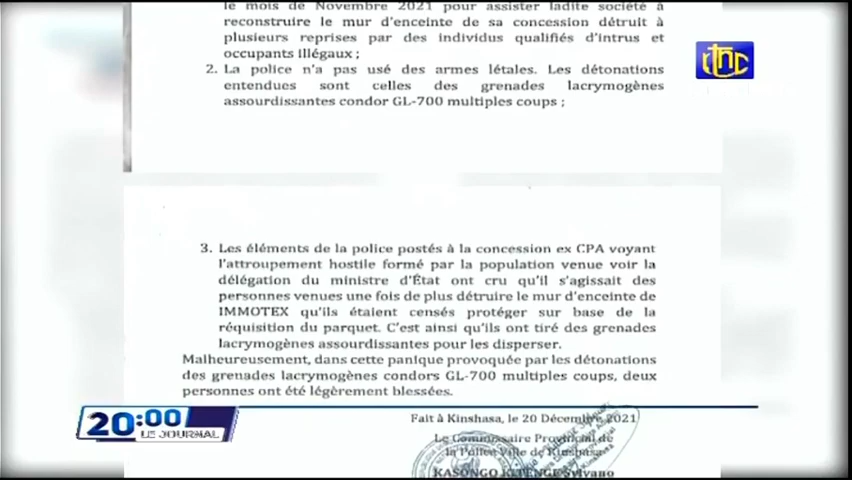 le mois de Novembre 2021 pour assister ladite société à
reconstruire le mur d'enceinte de sa concession détruit à
plusieurs reprises par des individus qualifiés d'intrus et
occupants illégaux ;
2. La police n'a pas usé des armes létales. Les détonations
entendues sont celles des grenades lacrymogènes
assourdissantes condor GL-700 multiples coups ;
3. Les éléments de la police postés à la concession ex CPA voyant
l'attroupement hostile formé par la population venue voir la
délégation du ministre d'État ont cru qu'il s'agissait des
personnes venues une fois de plus détruire le mur d'enceinte de
IMMOTEX qu'ils étaient censés protéger sur base de la
réquisition du parquet. C'est ainsi qu'ils ont tiré des grenades
lacrymogènes assourdissantes pour les disperser.
Malheureusement, dans cette panique provoquée par les détonations
des grenades lacrymogènes condors GL-700 multiples coups, deux
personnes ont été légèrement blessées.
Fait à Kinshasa, le 20 Décembre 2021
Le Commissaire Provincial de
la Police Ville de Kinshasa
KASONGO KITENGE Sylvano
rtnc
20:00
LE JOURNAL